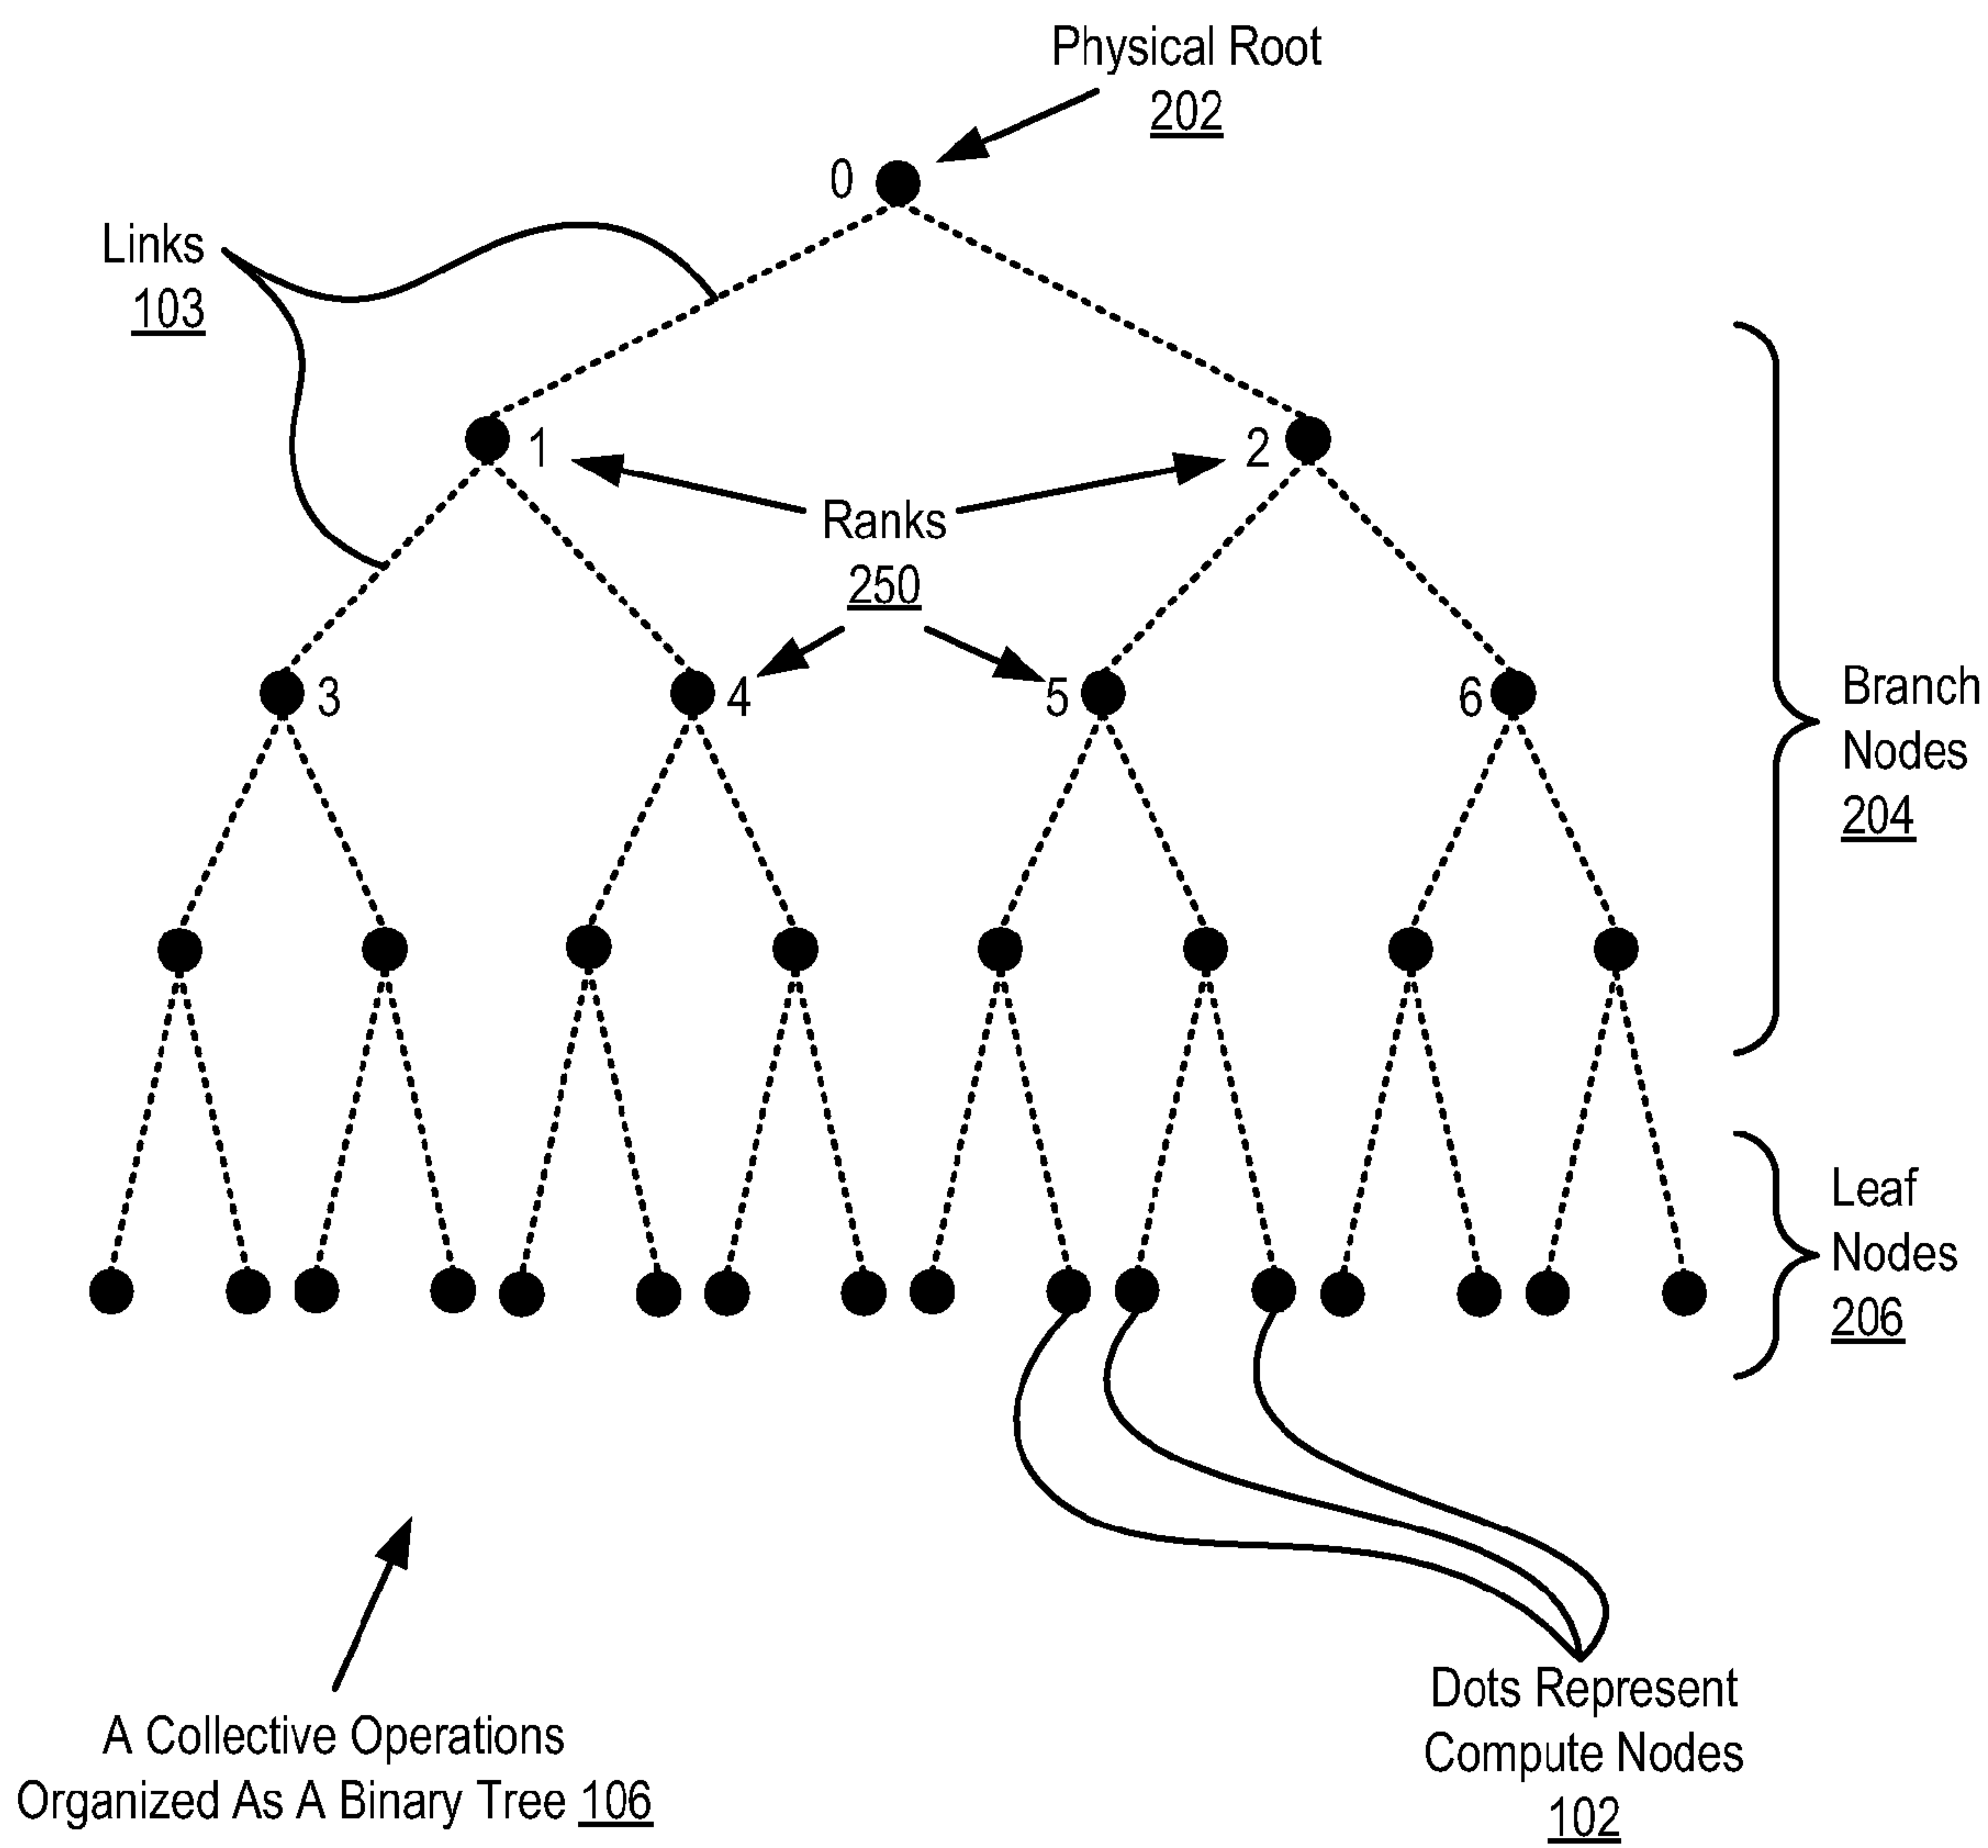 Physical Root
202
0
Links
103
1
2
Ranks
250
3
4
5
6
Branch
Nodes
204
Leaf
Nodes
206
Dots Represent
Compute Nodes
102
A Collective Operations
Organized As A Binary Tree 106